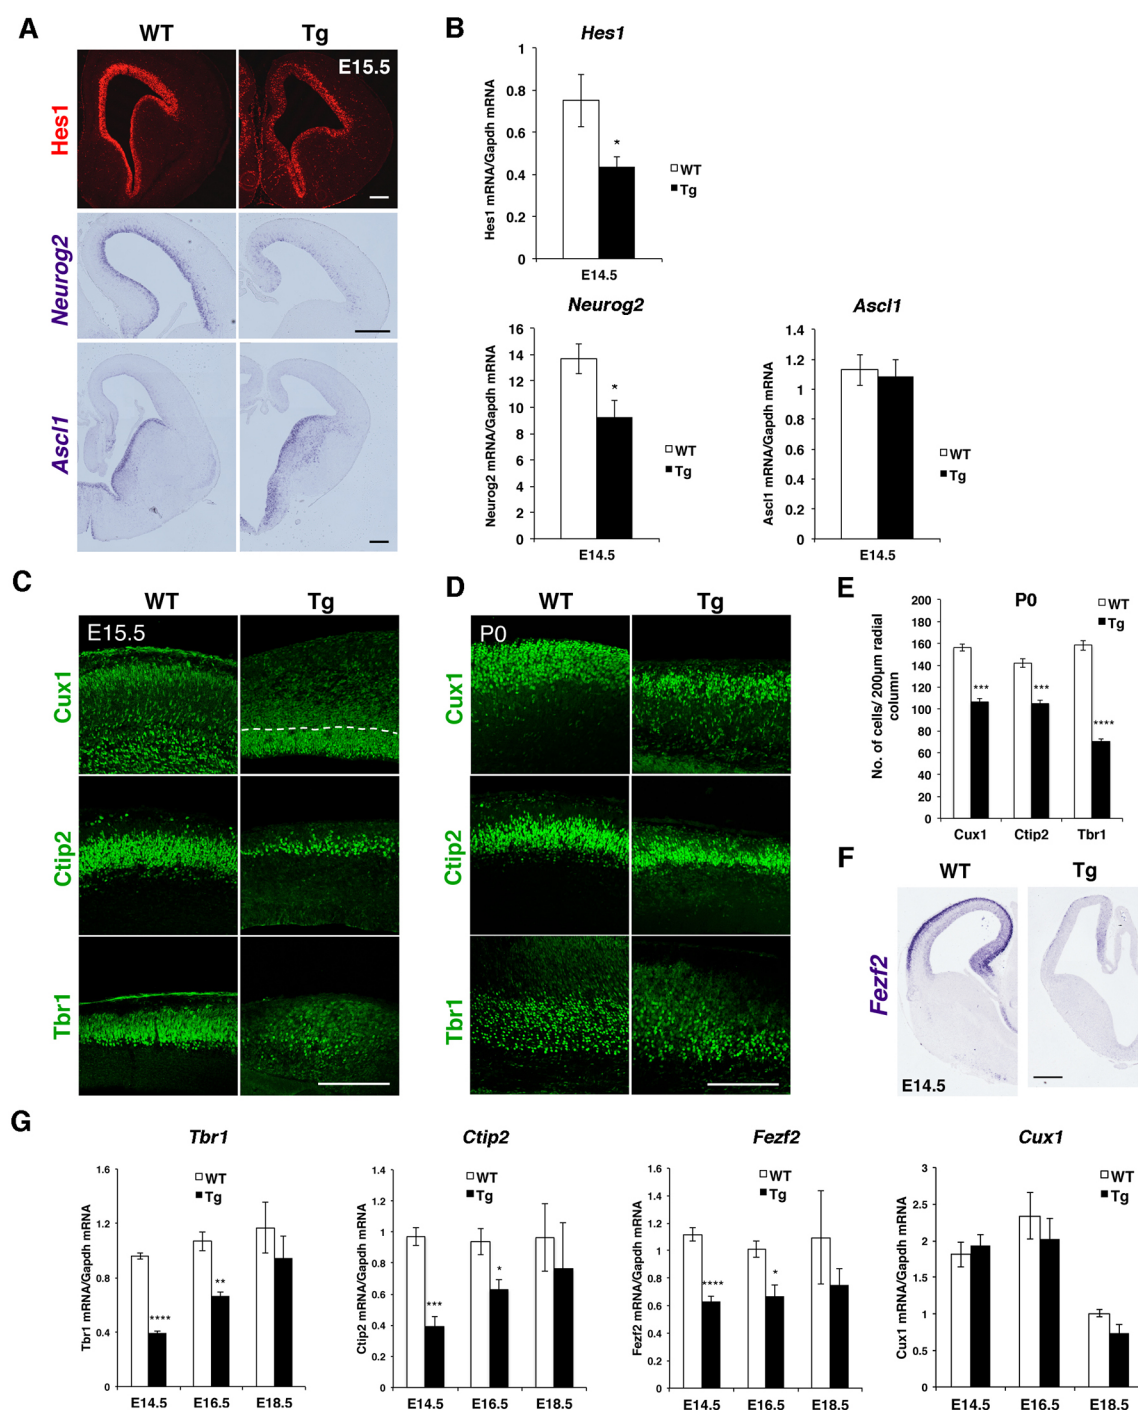 A
WT
Tg
E15.5
Hes1
Neurog2
Ascl1
B
Hes1
Hes1 mRNA/Gapdh mRNA
1
0.8
0.6
0.4
0.2
0
*
WT
Tg
E14.5
Neurog2
Neurog2 mRNA/Gapdh mRNA
16
14
12
10
8
6
4
2
0
*
WT
Tg
E14.5
Ascl1
Ascl1 mRNA/Gapdh mRNA
1.4
1.2
1
0.8
0.6
0.4
0.2
0
WT
Tg
E14.5
C
WT
Tg
E15.5
Cux1
Ctip2
Tbr1
D
WT
Tg
P0
Cux1
Ctip2
Tbr1
E
P0
WT
Tg
No. of cells/ 200µm radial
column
200
180
160
140
120
100
80
60
40
20
0
***
***
****
Cux1 Ctip2 Tbr1
F
WT
Tg
Fezf2
E14.5
G
Tbr1
Tbr1 mRNA/Gapdh mRNA
1.6
1.2
0.8
0.4
0
WT
Tg
****
**
E14.5 E16.5 E18.5
Ctip2
Ctip2 mRNA/Gapdh mRNA
1.4
1.2
1
0.8
0.6
0.4
0.2
0
WT
Tg
***
*
E14.5 E16.5 E18.5
Fezf2
Fezf2 mRNA/Gapdh mRNA
1.6
1.4
1.2
1
0.8
0.6
0.4
0.2
0
WT
Tg
****
*
E14.5 E16.5 E18.5
Cux1
Cux1 mRNA/Gapdh mRNA
3
2.5
2
1.5
1
0.5
0
WT
Tg
E14.5 E16.5 E18.5